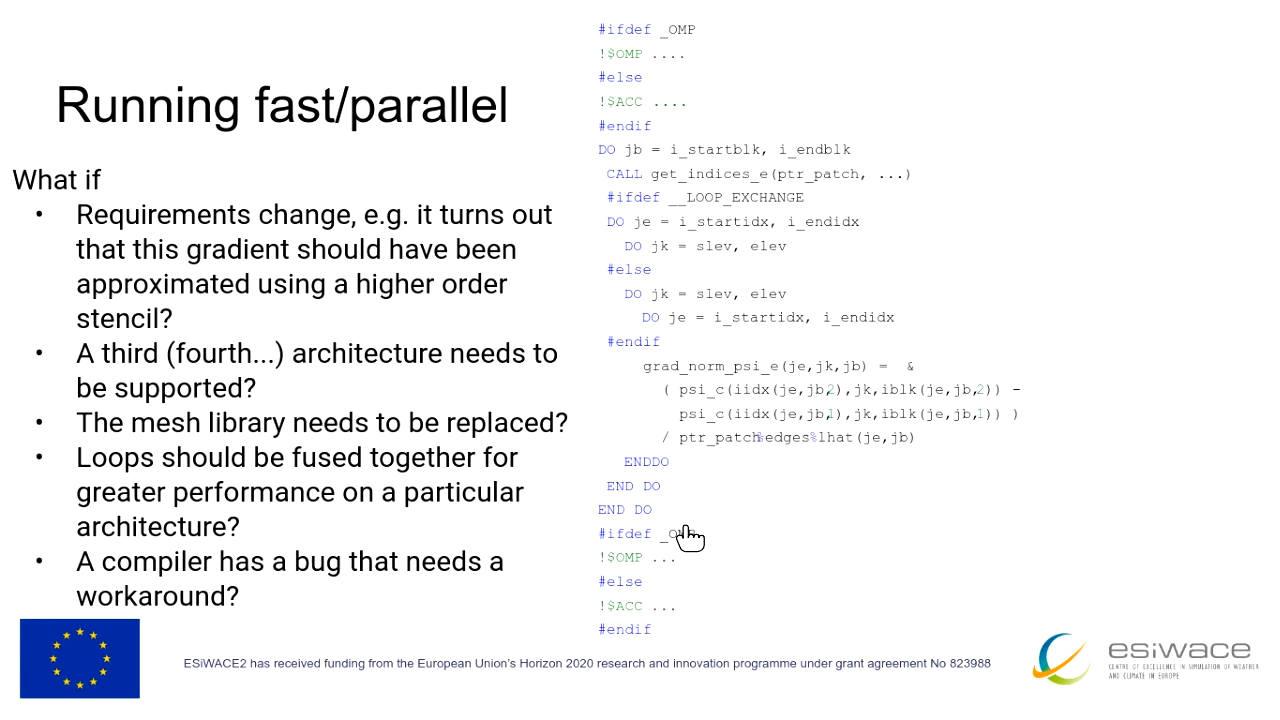 Running fast/parallel
What if
• Requirements change, e.g. it turns out
that this gradient should have been
approximated using a higher order
stencil?
• A third (fourth...) architecture needs to
be supported?
• The mesh library needs to be replaced?
• Loops should be fused together for
greater performance on a particular
architecture?
• A compiler has a bug that needs a
workaround?
#ifdef _OMP
!$OMP ....
#else
!$ACC ....
#endif
DO jb = i_startblk, i_endblk
CALL get_indices_e(ptr_patch, ...)
#ifdef __LOOP_EXCHANGE
DO je = i_startidx, i_endidx
DO jk = slev, elev
#else
DO jk = slev, elev
DO je = i_startidx, i_endidx
#endif
grad_norm_psi_e(je,jk,jb) = &
( psi_c(iidx(je,jb,2),jk,iblk(je,jb,2)) -
psi_c(iidx(je,jb,1),jk,iblk(je,jb,1)) )
/ ptr_patch%edges%lhat(je,jb)
ENDDO
END DO
END DO
#ifdef _OMP
!$OMP ...
#else
!$ACC ...
#endif
ESiWACE2 has received funding from the European Union's Horizon 2020 research and innovation programme under grant agreement No 823988
esiwace
CENTRE OF EXCELLENCE IN SIMULATION OF WEATHER
AND CLIMATE IN EUROPE